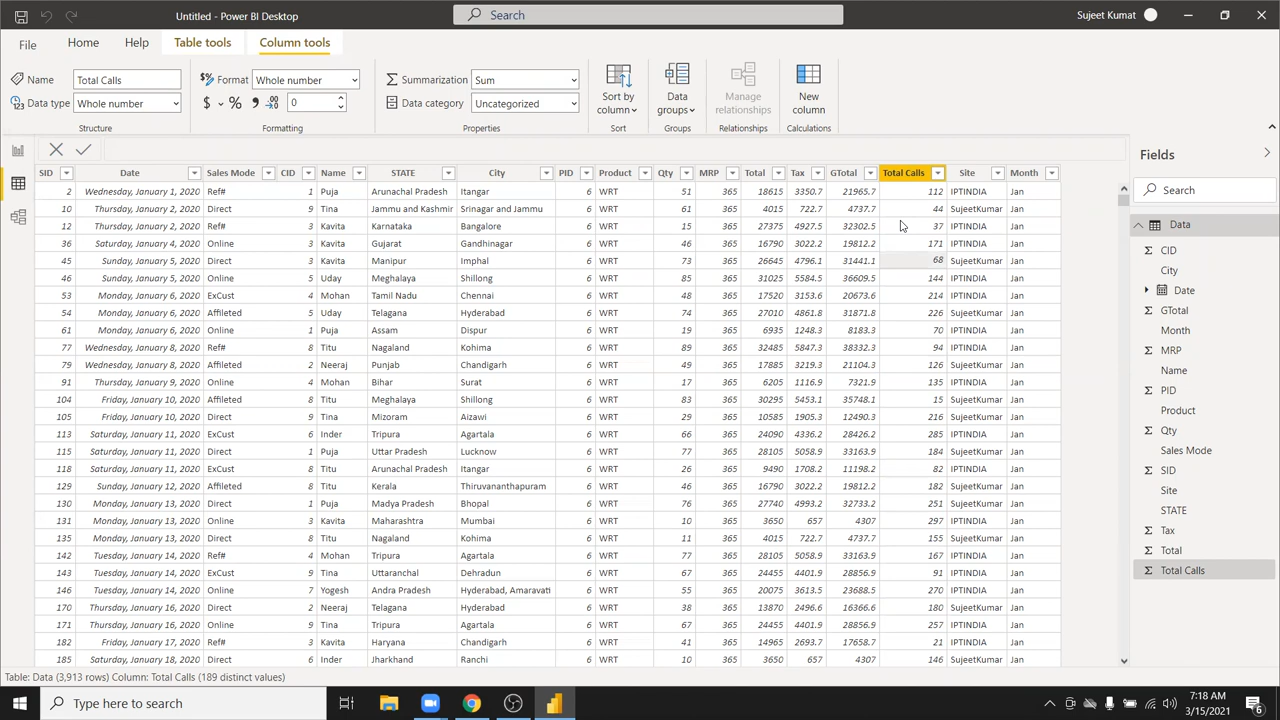 Untitled - Power BI Desktop
Search
Sujeet Kumat
File Home Help Table tools Column tools
Name Total Calls
Format Whole number
Summarization Sum
Data type Whole number
$ % 0
Data category Uncategorized
Sort by column
Data groups
Manage relationships
New column
Structure Formatting Properties Sort Groups Relationships Calculations
SID Date Sales Mode CID Name STATE City PID Product Qty MRP Total Tax GTotal Total Calls Site Month
2 Wednesday, January 1, 2020 Ref# 1 Puja Arunachal Pradesh Itangar 6 WRT 51 365 18615 3350.7 21965.7 112 IPTINDIA Jan
10 Thursday, January 2, 2020 Direct 9 Tina Jammu and Kashmir Srinagar and Jammu 6 WRT 61 365 4015 722.7 4737.7 44 SujeetKumar Jan
12 Thursday, January 2, 2020 Ref# 3 Kavita Karnataka Bangalore 6 WRT 15 365 27375 4927.5 32302.5 37 IPTINDIA Jan
36 Saturday, January 4, 2020 Online 3 Kavita Gujarat Gandhinagar 6 WRT 46 365 16790 3022.2 19812.2 171 IPTINDIA Jan
45 Sunday, January 5, 2020 Direct 3 Kavita Manipur Imphal 6 WRT 73 365 26645 4796.1 31441.1 68 SujeetKumar Jan
46 Sunday, January 5, 2020 Online 5 Uday Meghalaya Shillong 6 WRT 85 365 31025 5584.5 36609.5 144 IPTINDIA Jan
53 Monday, January 6, 2020 ExCust 4 Mohan Tamil Nadu Chennai 6 WRT 48 365 17520 3153.6 20673.6 214 IPTINDIA Jan
54 Monday, January 6, 2020 Affileted 5 Uday Telagana Hyderabad 6 WRT 74 365 27010 4861.8 31871.8 226 SujeetKumar Jan
61 Monday, January 6, 2020 Online 1 Puja Assam Dispur 6 WRT 19 365 6935 1248.3 8183.3 70 IPTINDIA Jan
77 Wednesday, January 8, 2020 Ref# 8 Titu Nagaland Kohima 6 WRT 89 365 32485 5847.3 38332.3 94 IPTINDIA Jan
79 Wednesday, January 8, 2020 Affileted 2 Neeraj Punjab Chandigarh 6 WRT 49 365 17885 3219.3 21104.3 126 SujeetKumar Jan
91 Thursday, January 9, 2020 Online 4 Mohan Bihar Surat 6 WRT 17 365 6205 1116.9 7321.9 135 IPTINDIA Jan
104 Friday, January 10, 2020 Affileted 8 Titu Meghalaya Shillong 6 WRT 83 365 30295 5453.1 35748.1 15 SujeetKumar Jan
105 Friday, January 10, 2020 Direct 9 Tina Mizoram Aizawi 6 WRT 29 365 10585 1905.3 12490.3 216 SujeetKumar Jan
113 Saturday, January 11, 2020 ExCust 6 Inder Tripura Agartala 6 WRT 66 365 24090 4336.2 28426.2 285 IPTINDIA Jan
115 Saturday, January 11, 2020 Direct 1 Puja Uttar Pradesh Lucknow 6 WRT 77 365 28105 5058.9 33163.9 184 SujeetKumar Jan
118 Saturday, January 11, 2020 ExCust 8 Titu Arunachal Pradesh Itangar 6 WRT 26 365 9490 1708.2 11198.2 82 IPTINDIA Jan
129 Sunday, January 12, 2020 Affileted 8 Titu Kerala Thiruvananthapuram 6 WRT 46 365 16790 3022.2 19812.2 182 SujeetKumar Jan
130 Monday, January 13, 2020 Direct 1 Puja Madya Pradesh Bhopal 6 WRT 76 365 27740 4993.2 32733.2 251 SujeetKumar Jan
131 Monday, January 13, 2020 Online 3 Kavita Maharashtra Mumbai 6 WRT 10 365 3650 657 4307 297 IPTINDIA Jan
135 Monday, January 13, 2020 Direct 8 Titu Nagaland Kohima 6 WRT 11 365 4015 722.7 4737.7 155 SujeetKumar Jan
142 Tuesday, January 14, 2020 Ref# 4 Mohan Tripura Agartala 6 WRT 77 365 28105 5058.9 33163.9 167 IPTINDIA Jan
143 Tuesday, January 14, 2020 ExCust 9 Tina Uttaranchal Dehradun 6 WRT 67 365 24455 4401.9 28856.9 91 IPTINDIA Jan
146 Tuesday, January 14, 2020 Online 7 Yogesh Andra Pradesh Hyderabad, Amaravati 6 WRT 55 365 20075 3613.5 23688.5 270 IPTINDIA Jan
170 Thursday, January 16, 2020 Direct 2 Neeraj Telagana Hyderabad 6 WRT 38 365 13870 2496.6 16366.6 180 SujeetKumar Jan
171 Thursday, January 16, 2020 Online 9 Tina Tripura Agartala 6 WRT 67 365 24455 4401.9 28856.9 257 IPTINDIA Jan
182 Friday, January 17, 2020 Ref# 3 Kavita Haryana Chandigarh 6 WRT 41 365 14965 2693.7 17658.7 21 IPTINDIA Jan
185 Saturday, January 18, 2020 Direct 6 Inder Jharkhand Ranchi 6 WRT 10 365 3650 657 4307 146 SujeetKumar Jan
Fields
Search
Data
CID
City
Date
GTotal
Month
MRP
Name
PID
Product
Qty
Sales Mode
SID
Site
STATE
Tax
Total
Total Calls
Table: Data (3,913 rows) Column: Total Calls (189 distinct values)
Type here to search
7:18 AM
3/15/2021
6